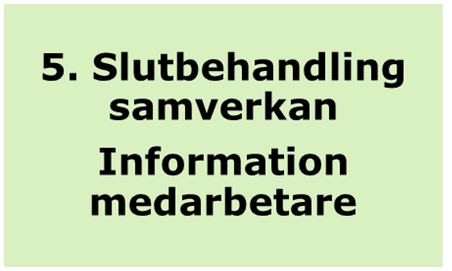 5. Slutbehandling
samverkan
Information
medarbetare